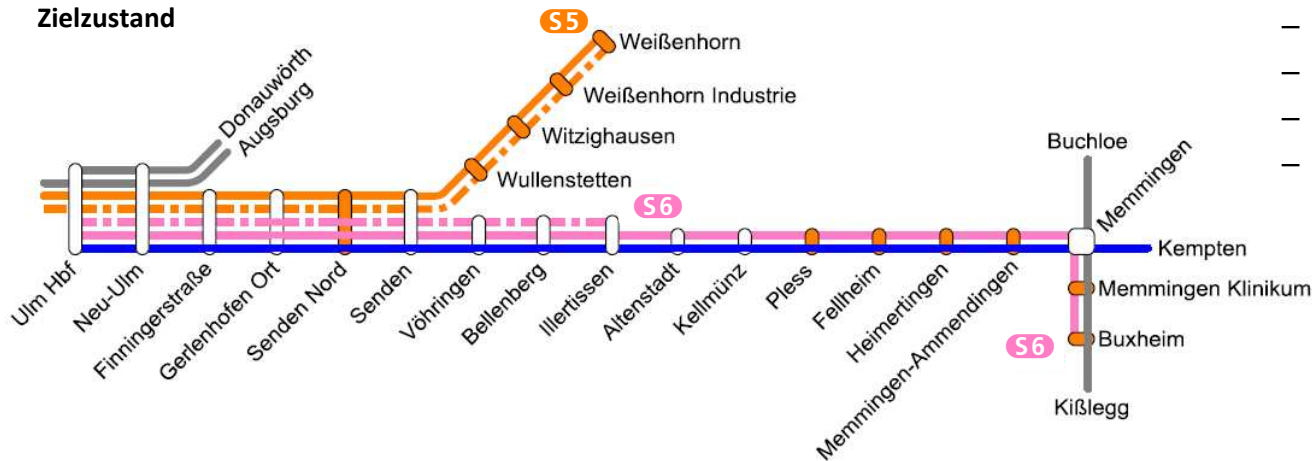 Zielzustand
S5
Weißenhorn
Weißenhorn Industrie
Witzighausen
Wullenstetten
Donauwörth
Augsburg
Buchloe
Memmingen
S6
Kempten
Ulm Hbf
Neu-Ulm
Finningerstraße
Gerlenhofen Ort
Senden Nord
Senden
Vöhringen
Bellenberg
Illertissen
Altenstadt
Kellmünz
Pless
Fellheim
Heimertingen
Memmingen-Ammendingen
Memmingen Klinikum
S6
Buxheim
Kißlegg